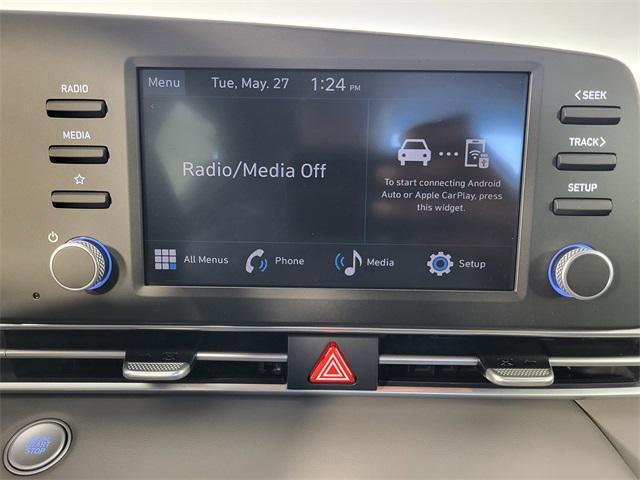 RADIO
MEDIA
Menu Tue, May. 27 1:24 PM
Radio/Media Off
To start connecting Android
Auto or Apple CarPlay, press
this widget.
All Menus Phone Media Setup
<SEEK
TRACK>
SETUP
START
STOP